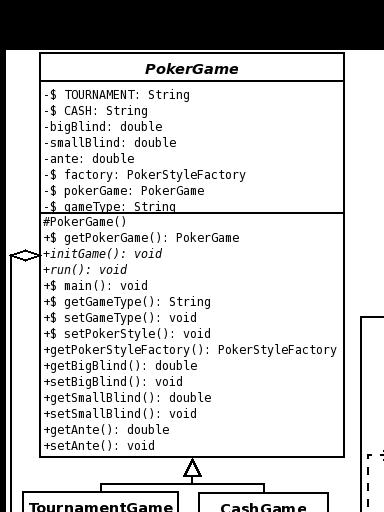 PokerGame
-$ TOURNAMENT: String
-$ CASH: String
-bigBlind: double
-smallBlind: double
-ante: double
-$ factory: PokerStyleFactory
-$ pokerGame: PokerGame
-$ gameType: String
#PokerGame()
+$ getPokerGame(): PokerGame
+initGame(): void
+run(): void
+$ main(): void
+$ getGameType(): String
+$ setGameType(): void
+$ setPokerStyle(): void
+getPokerStyleFactory(): PokerStyleFactory
+getBigBlind(): double
+setBigBlind(): void
+getSmallBlind(): double
+setSmallBlind(): void
+getAnte(): double
+setAnte(): void
TournamentGame
CashGame